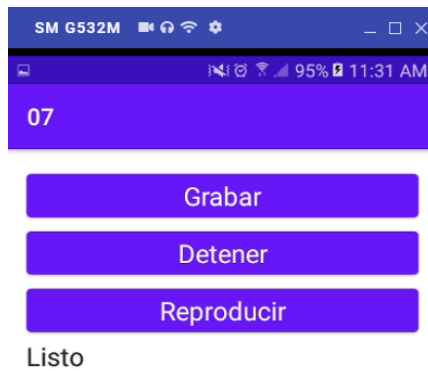 SM G532M
95% 11:31 AM
07
Grabar
Detener
Reproducir
Listo